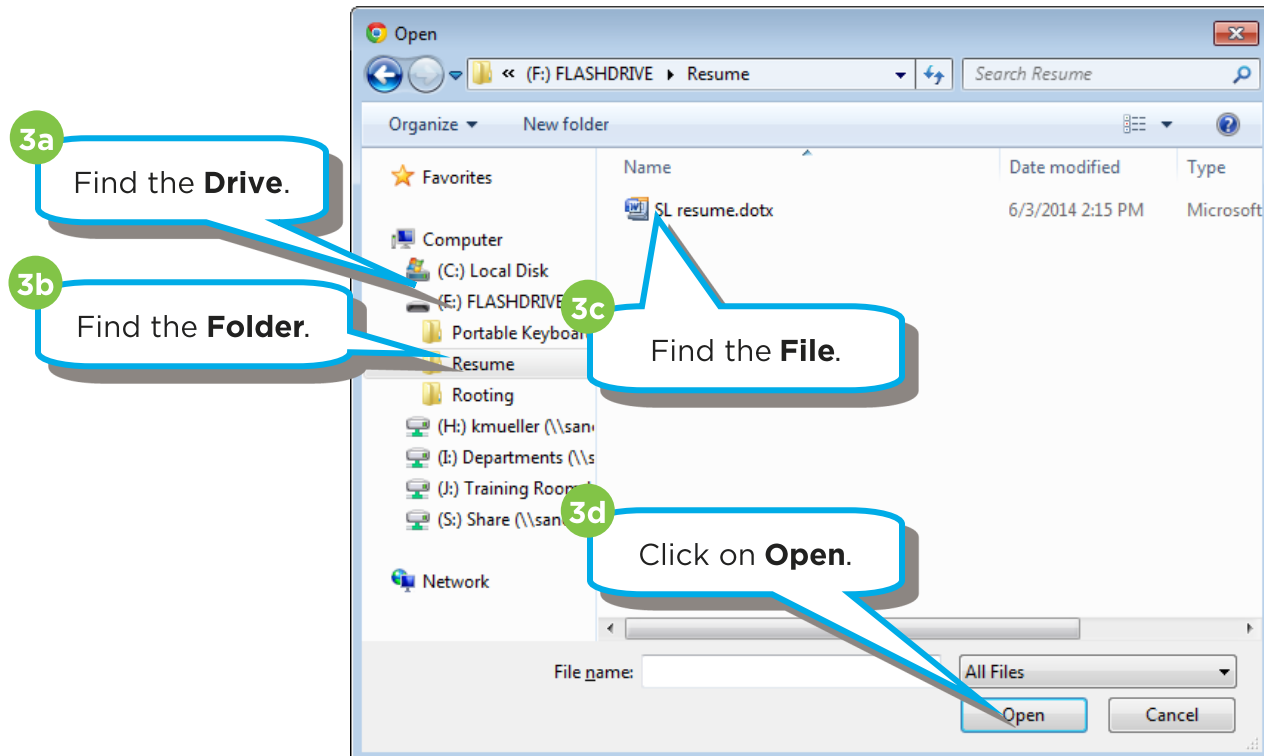 Open
« (F:) FLASHDRIVE ▸ Resume
Search Resume
Organize
New folder
3a
Find the Drive.
3b
Find the Folder.
Favorites
Computer
(C:) Local Disk
FLASHDRIVE
Portable Keyboar
Resume
Rooting
(H:) kmueller (\\san
(I:) Departments (\\s
(J:) Training Room
(S:) Share (\\san
Network
Name
Date modified
Type
SL resume.dotx
6/3/2014 2:15 PM
Microsoft
3c
Find the File.
3d
Click on Open.
File name:
All Files
Open
Cancel